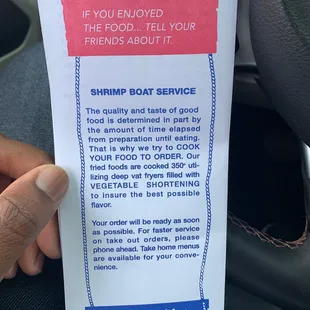 IF YOU ENJOYED
THE FOOD... TELL YOUR
FRIENDS ABOUT IT.
SHRIMP BOAT SERVICE
The quality and taste of good
food is determined in part by
the amount of time elapsed
from preparation until eating.
That is why we try to COOK
YOUR FOOD TO ORDER. Our
fried foods are cooked 350° uti-
lizing deep vat fryers filled with
VEGETABLE SHORTENING
to insure the best possible
flavor.
Your order will be ready as soon
as possible. For faster service
on take out orders, please
phone ahead. Take home menus
are available for your conve-
nience.